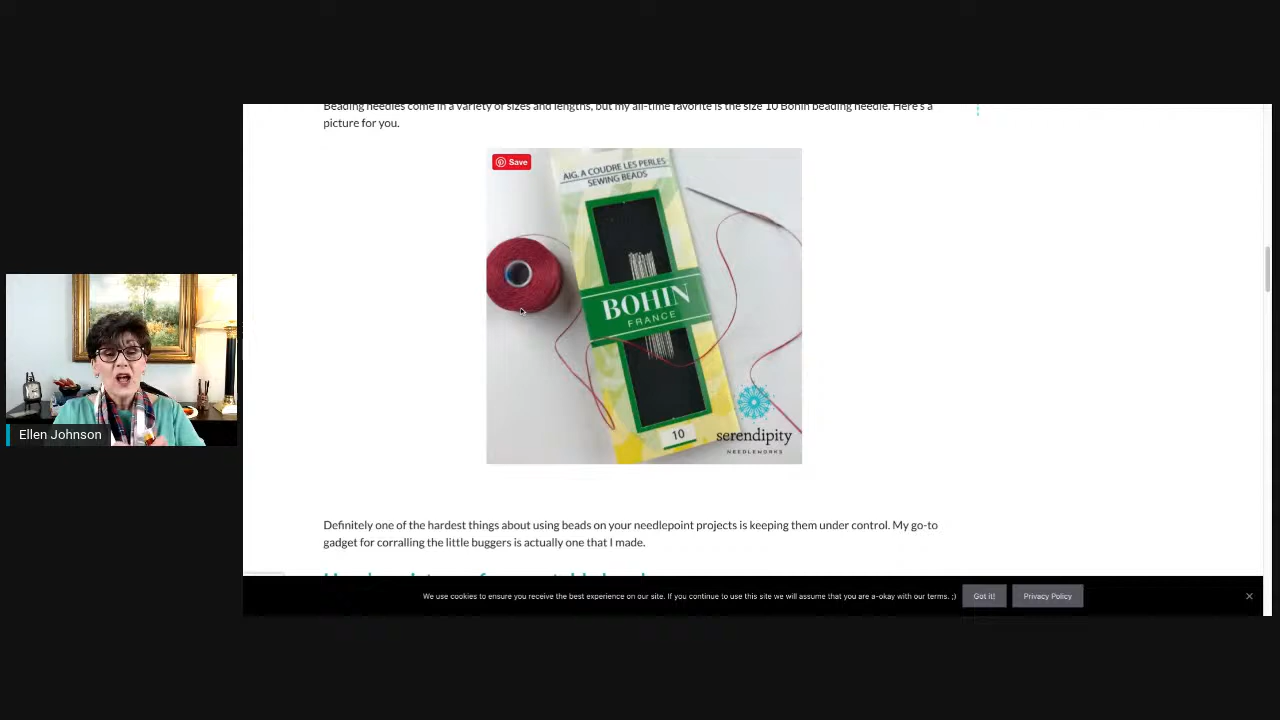 Beading needles come in a variety of sizes and lengths, but my all-time favorite is the size 10 Bohin beading needle. Here's a
picture for you.
Save
AIG. A COUDRE LES PERLES
SEWING BEADS
BOHIN
FRANCE
10
serendipity
NEEDLEWORKS
Ellen Johnson
Definitely one of the hardest things about using beads on your needlepoint projects is keeping them under control. My go-to
gadget for corralling the little buggers is actually one that I made.
We use cookies to ensure you receive the best experience on our site. If you continue to use this site we will assume that you are a-okay with our terms. ;)
Got it!
Privacy Policy